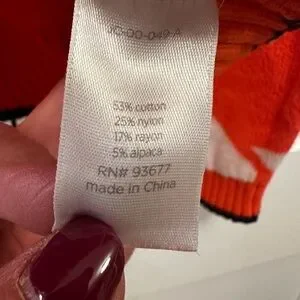 53% cotton
25% nylon
17% rayon
5% alpaca
RN# 93677
made in China